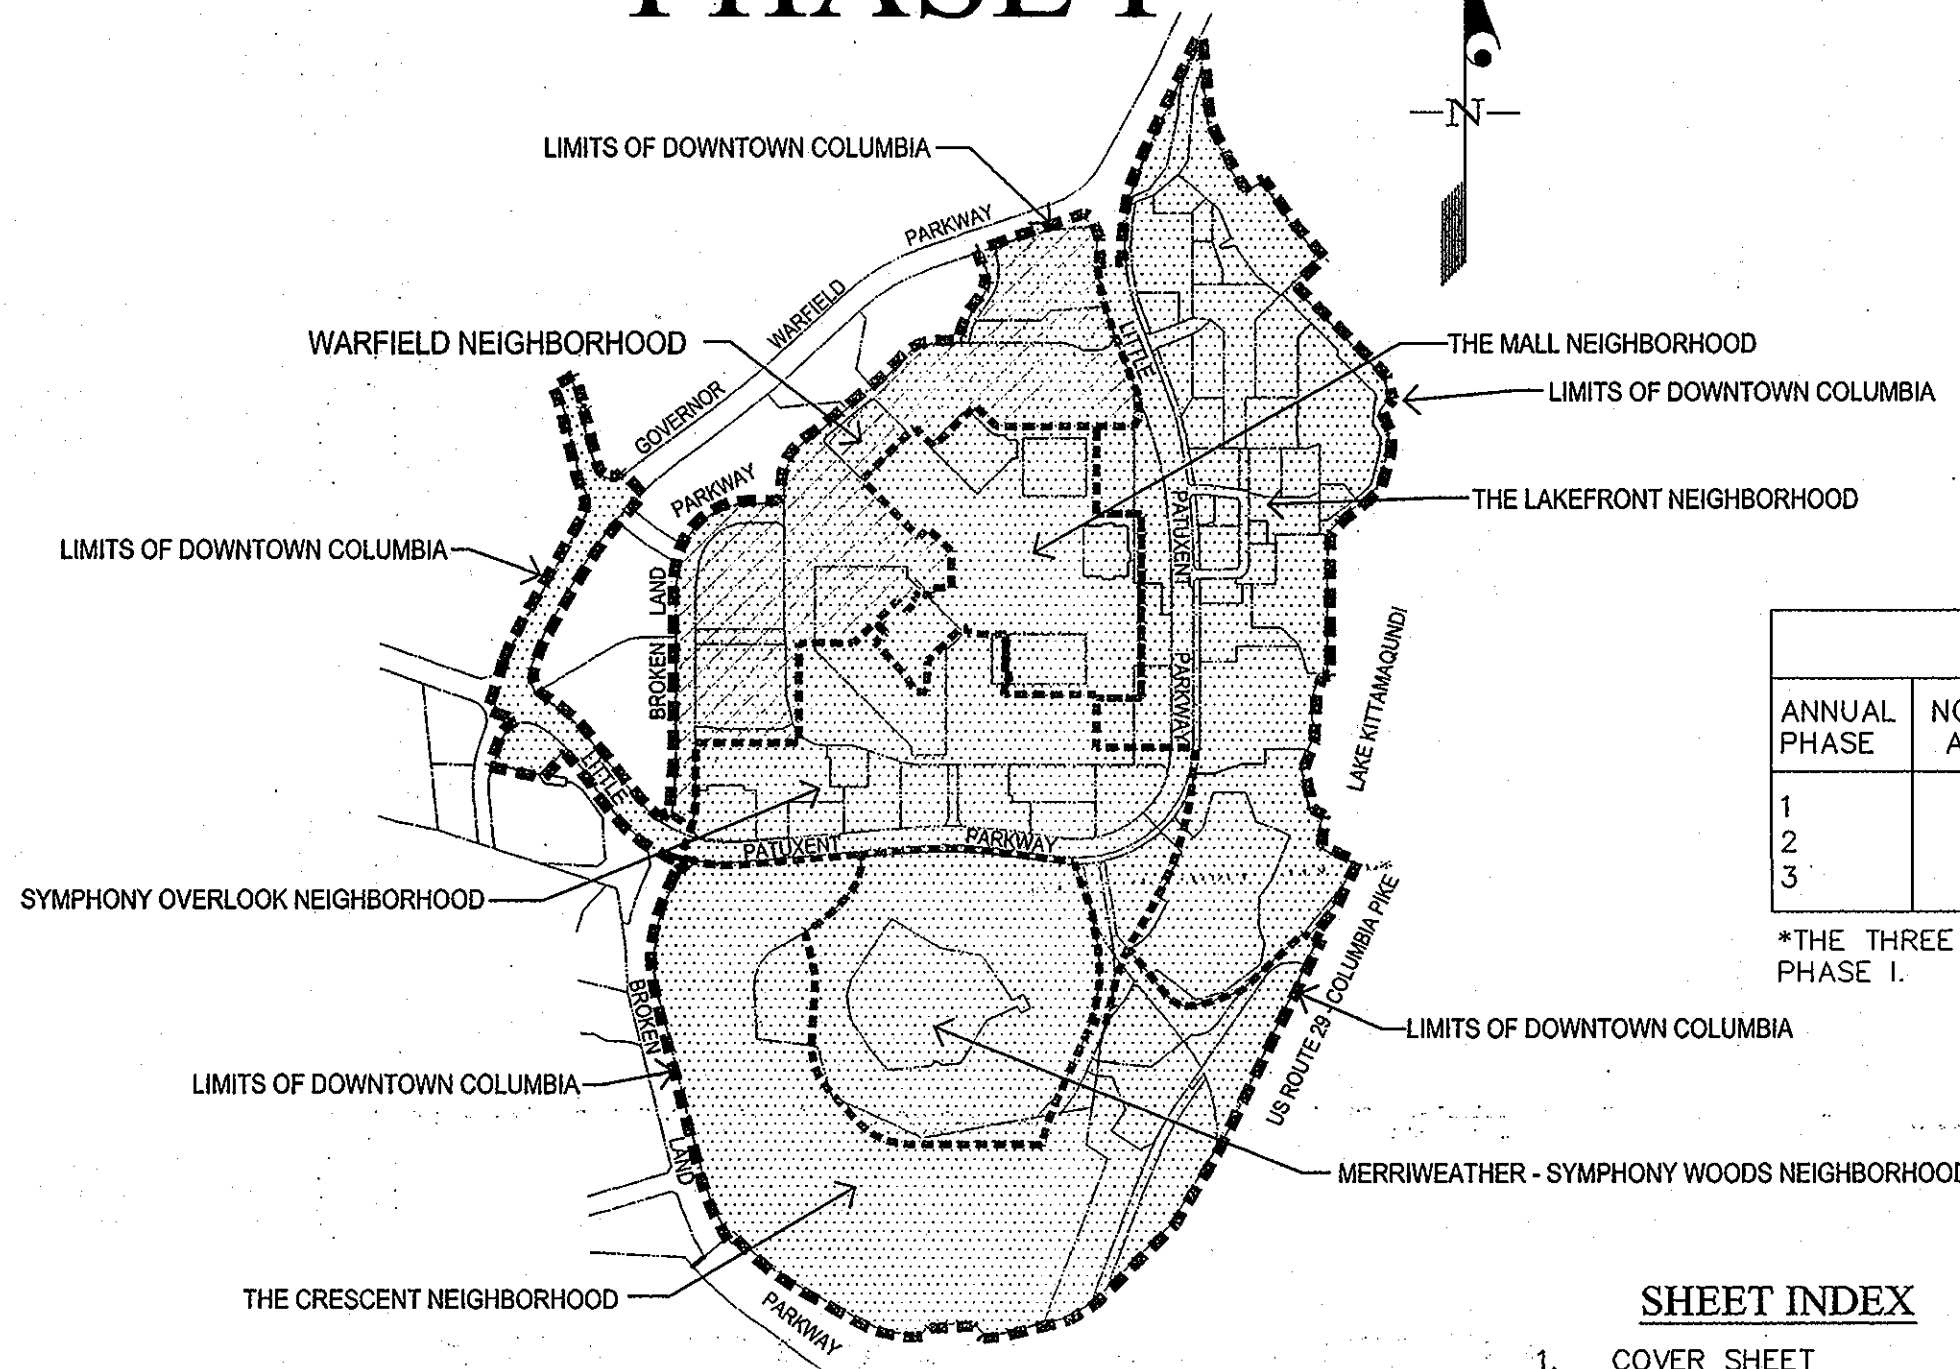 PHASE I
N
LIMITS OF DOWNTOWN COLUMBIA
PARKWAY
WARFIELD
GOVERNOR
WARFIELD NEIGHBORHOOD
LITTLE
THE MALL NEIGHBORHOOD
LIMITS OF DOWNTOWN COLUMBIA
PARKWAY
PATUXENT
THE LAKEFRONT NEIGHBORHOOD
LIMITS OF DOWNTOWN COLUMBIA
BROKEN LAND
PARKWAY
LAKE KITTAMAQUNDI
ANNUAL
PHASE
1
2
3
*THE THREE
PHASE I.
LITTLE
PATUXENT
PARKWAY
SYMPHONY OVERLOOK NEIGHBORHOOD
US ROUTE 29 - COLUMBIA PIKE
BROKEN
LIMITS OF DOWNTOWN COLUMBIA
LIMITS OF DOWNTOWN COLUMBIA
LAND
MERRIWEATHER - SYMPHONY WOODS NEIGHBORHOOD
THE CRESCENT NEIGHBORHOOD
PARKWAY
SHEET INDEX
1. COVER SHEET